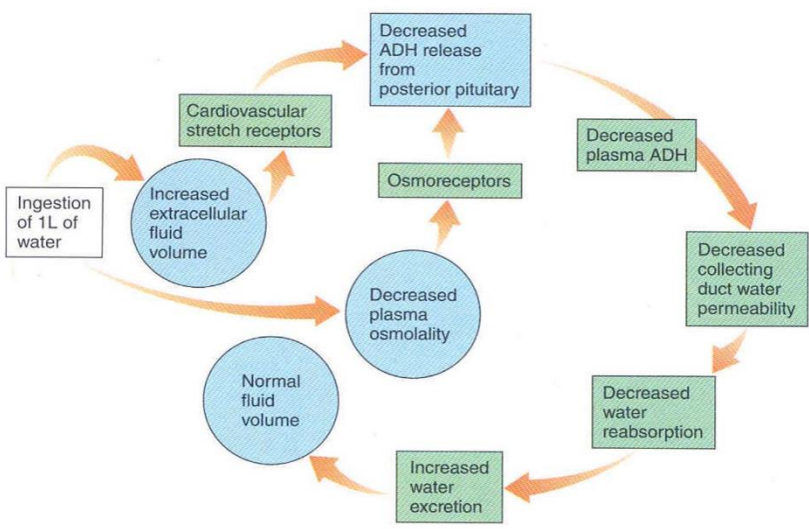 Decreased
ADH release
from
posterior pituitary
Cardiovascular
stretch receptors
Decreased
plasma ADH
Osmoreceptors
Ingestion
of 1L of
water
Increased
extracellular
fluid
volume
Decreased
collecting
duct water
permeability
Decreased
plasma
osmolality
Normal
fluid
volume
Decreased
water
reabsorption
Increased
water
excretion